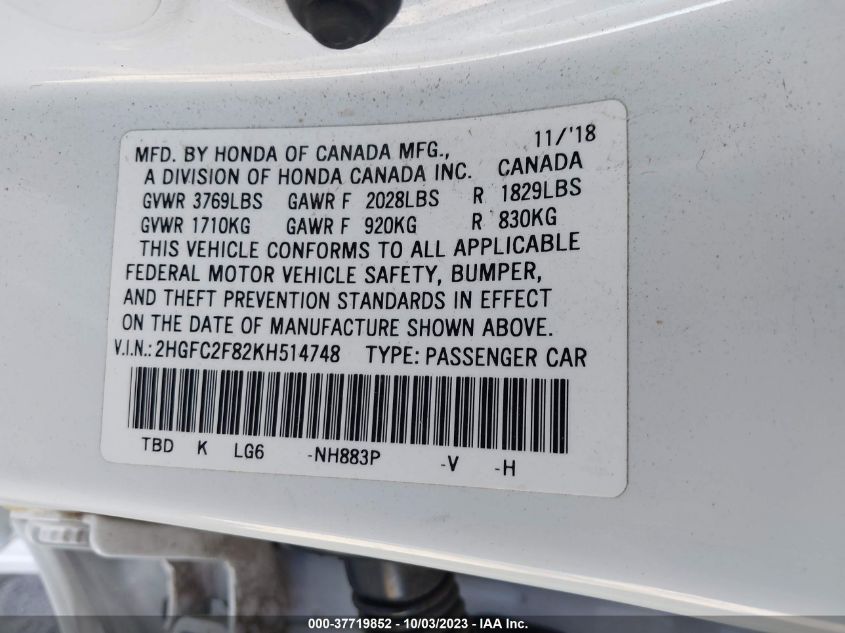 11/'18
MFD. BY HONDA OF CANADA MFG.,
A DIVISION OF HONDA CANADA INC. CANADA
GVWR 3769LBS GAWR F 2028LBS R 1829LBS
GVWR 1710KG GAWR F 920KG R 830KG
THIS VEHICLE CONFORMS TO ALL APPLICABLE
FEDERAL MOTOR VEHICLE SAFETY, BUMPER,
AND THEFT PREVENTION STANDARDS IN EFFECT
ON THE DATE OF MANUFACTURE SHOWN ABOVE.
V.I.N.: 2HGFC2F82KH514748 TYPE: PASSENGER CAR
TBD K LG6 -NH883P -V -H
000-37719852 - 10/03/2023 - IAA Inc.